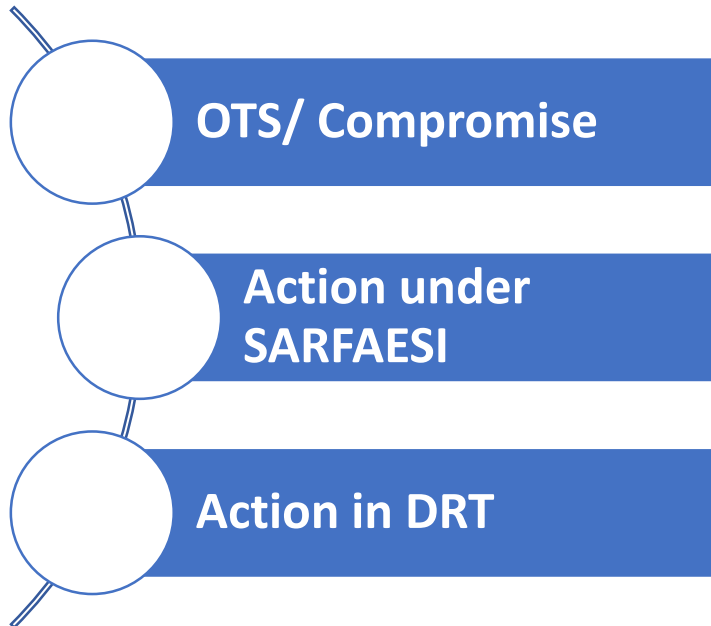 OTS/ Compromise
Action under
SARFAESI
Action in DRT